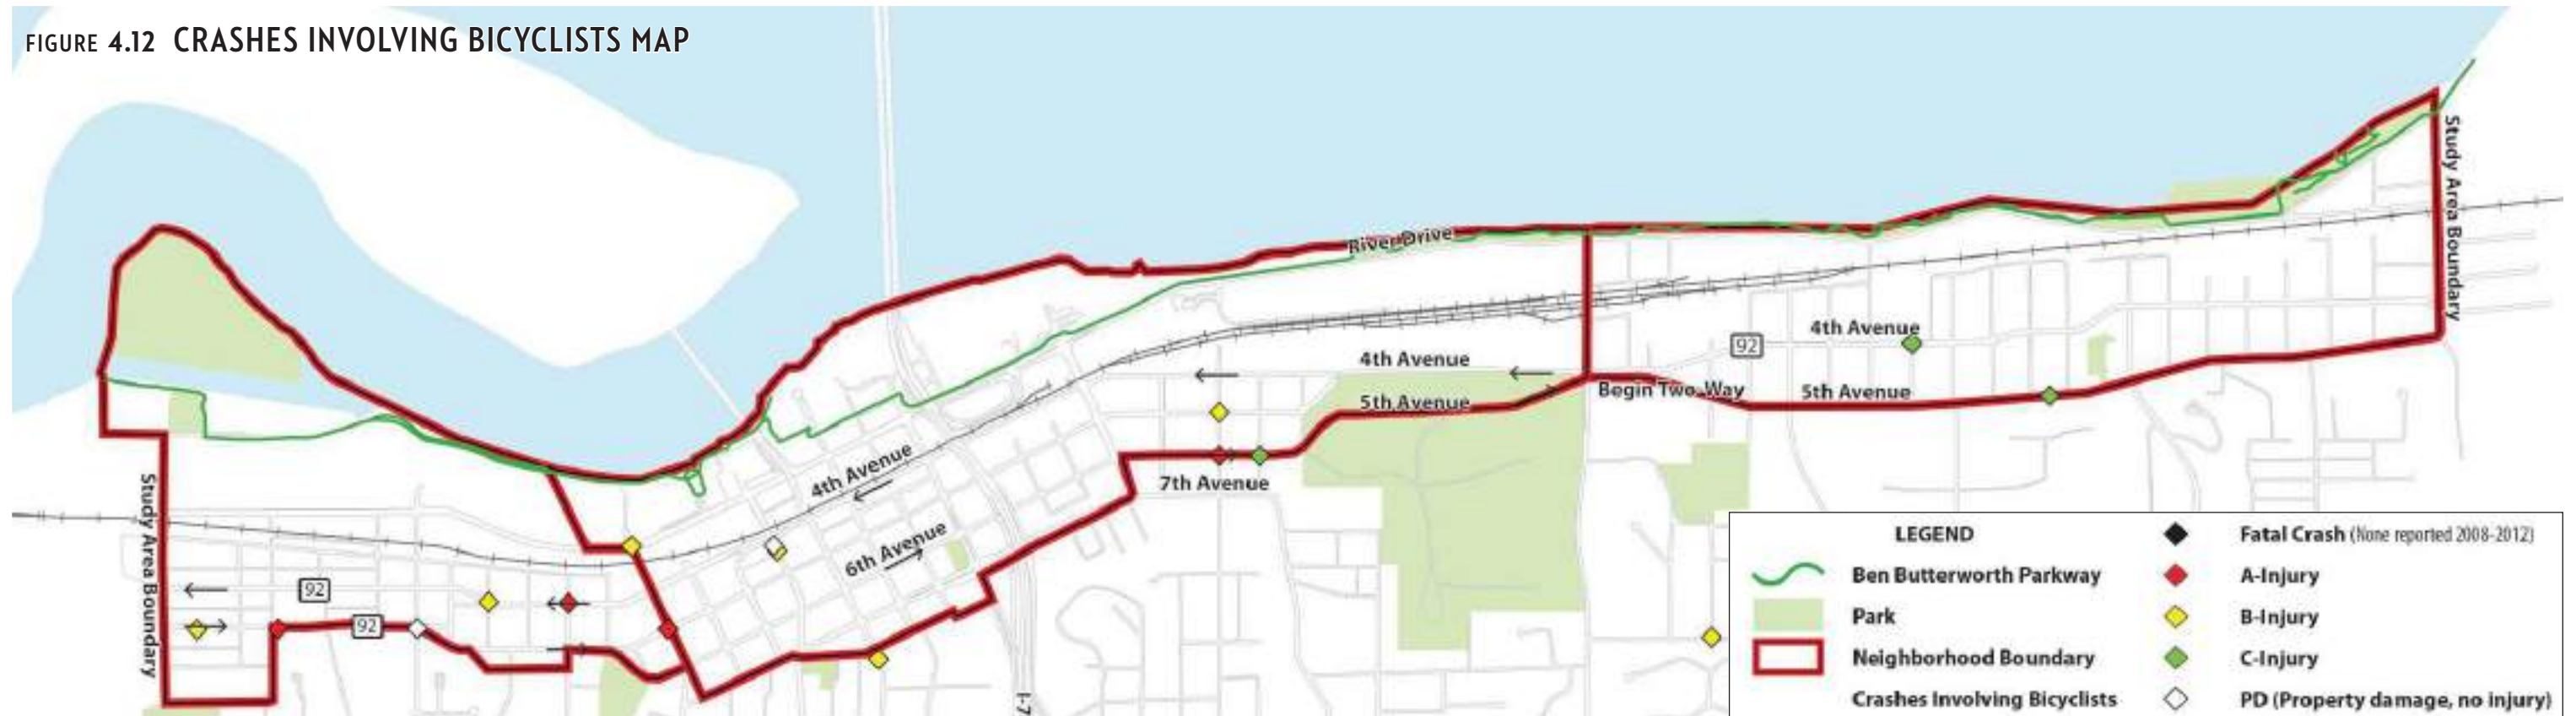 FIGURE 4.12 CRASHES INVOLVING BICYCLISTS MAP
Study Area Boundary
River Drive
4th Avenue
92
4th Avenue
5th Avenue
Begin Two-Way
5th Avenue
4th Avenue
7th Avenue
6th Avenue
Study Area Boundary
92
92
I-7
LEGEND
Ben Butterworth Parkway
Park
Neighborhood Boundary
Crashes Involving Bicyclists
Fatal Crash (None reported 2008-2012)
A-Injury
B-Injury
C-Injury
PD (Property damage, no injury)